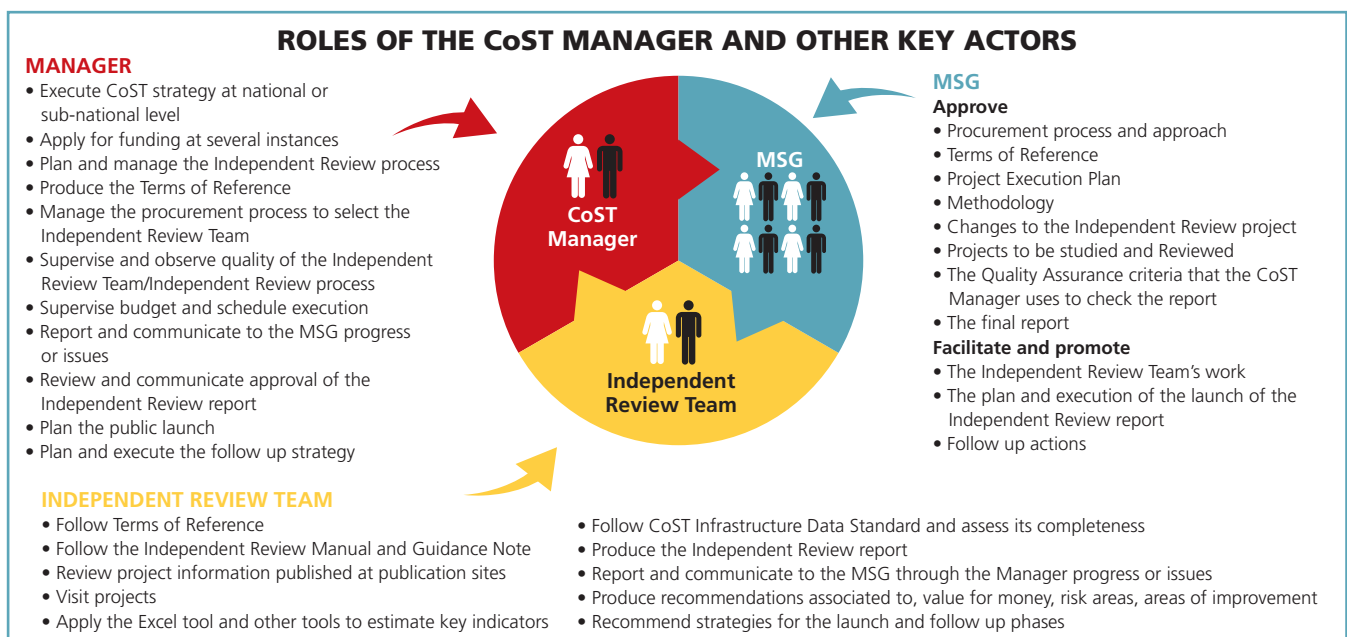 ROLES OF THE CoST MANAGER AND OTHER KEY ACTORS
MANAGER
• Execute CoST strategy at national or
sub-national level
• Apply for funding at several instances
• Plan and manage the Independent Review process
• Produce the Terms of Reference
• Manage the procurement process to select the
Independent Review Team
• Supervise and observe quality of the Independent
Review Team/Independent Review process
• Supervise budget and schedule execution
• Report and communicate to the MSG progress
or issues
• Review and communicate approval of the
Independent Review report
• Plan the public launch
• Plan and execute the follow up strategy
CoST
Manager
MSG
Independent
Review Team
MSG
Approve
• Procurement process and approach
• Terms of Reference
• Project Execution Plan
• Methodology
• Changes to the Independent Review project
• Projects to be studied and Reviewed
• The Quality Assurance criteria that the CoST
Manager uses to check the report
• The final report
Facilitate and promote
• The Independent Review Team’s work
• The plan and execution of the launch of the
Independent Review report
• Follow up actions
INDEPENDENT REVIEW TEAM
• Follow Terms of Reference
• Follow the Independent Review Manual and Guidance Note
• Review project information published at publication sites
• Visit projects
• Apply the Excel tool and other tools to estimate key indicators
• Follow CoST Infrastructure Data Standard and assess its completeness
• Produce the Independent Review report
• Report and communicate to the MSG through the Manager progress or issues
• Produce recommendations associated to, value for money, risk areas, areas of improvement
• Recommend strategies for the launch and follow up phases